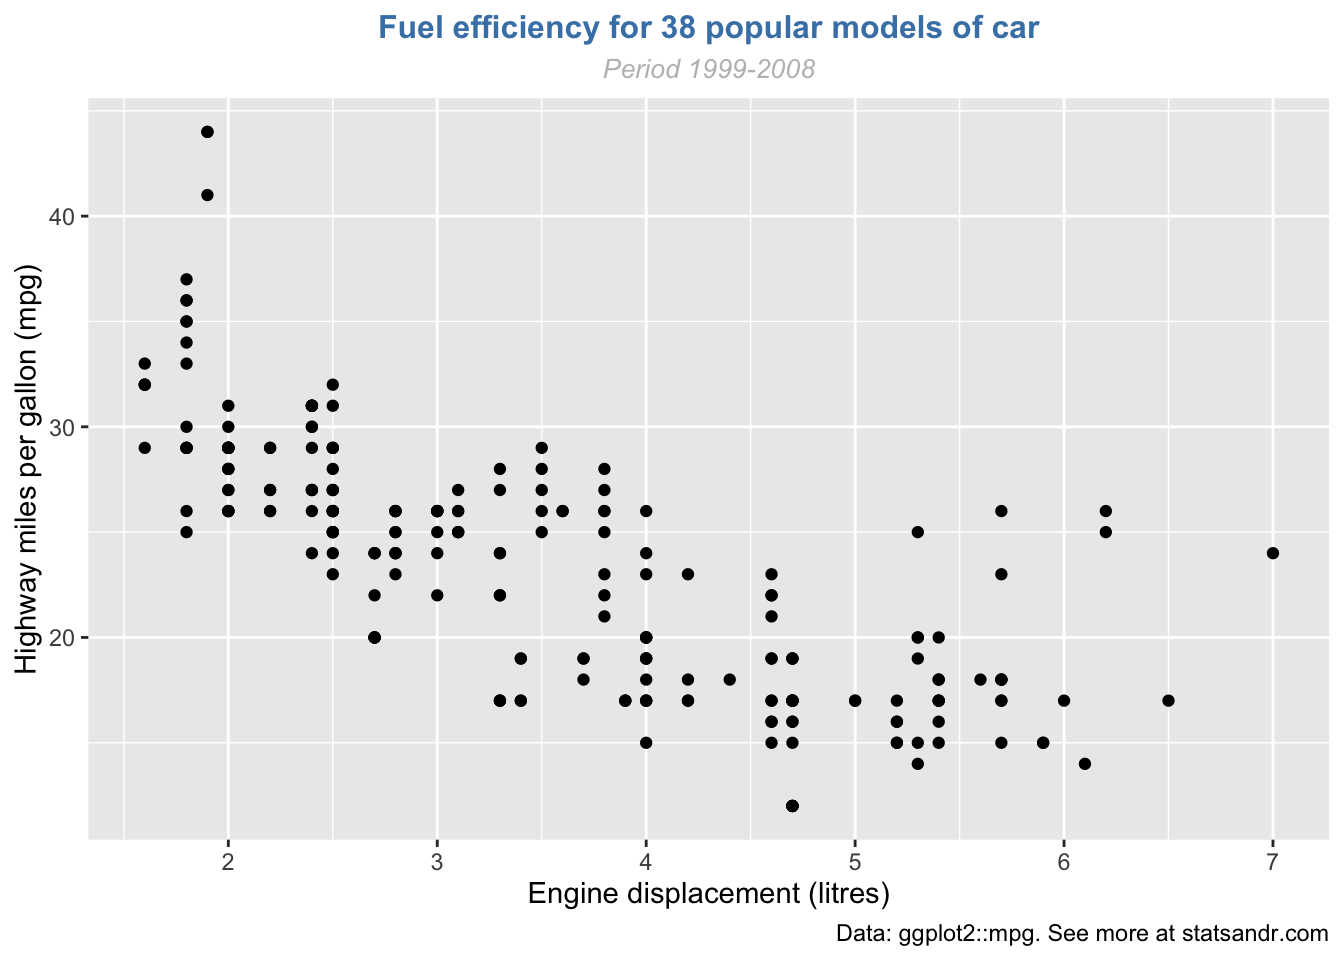 Fuel efficiency for 38 popular models of car
Period 1999-2008
Highway miles per gallon (mpg)
40
30
20
2 3 4 5 6 7
Engine displacement (litres)
Data: ggplot2::mpg. See more at statsandr.com